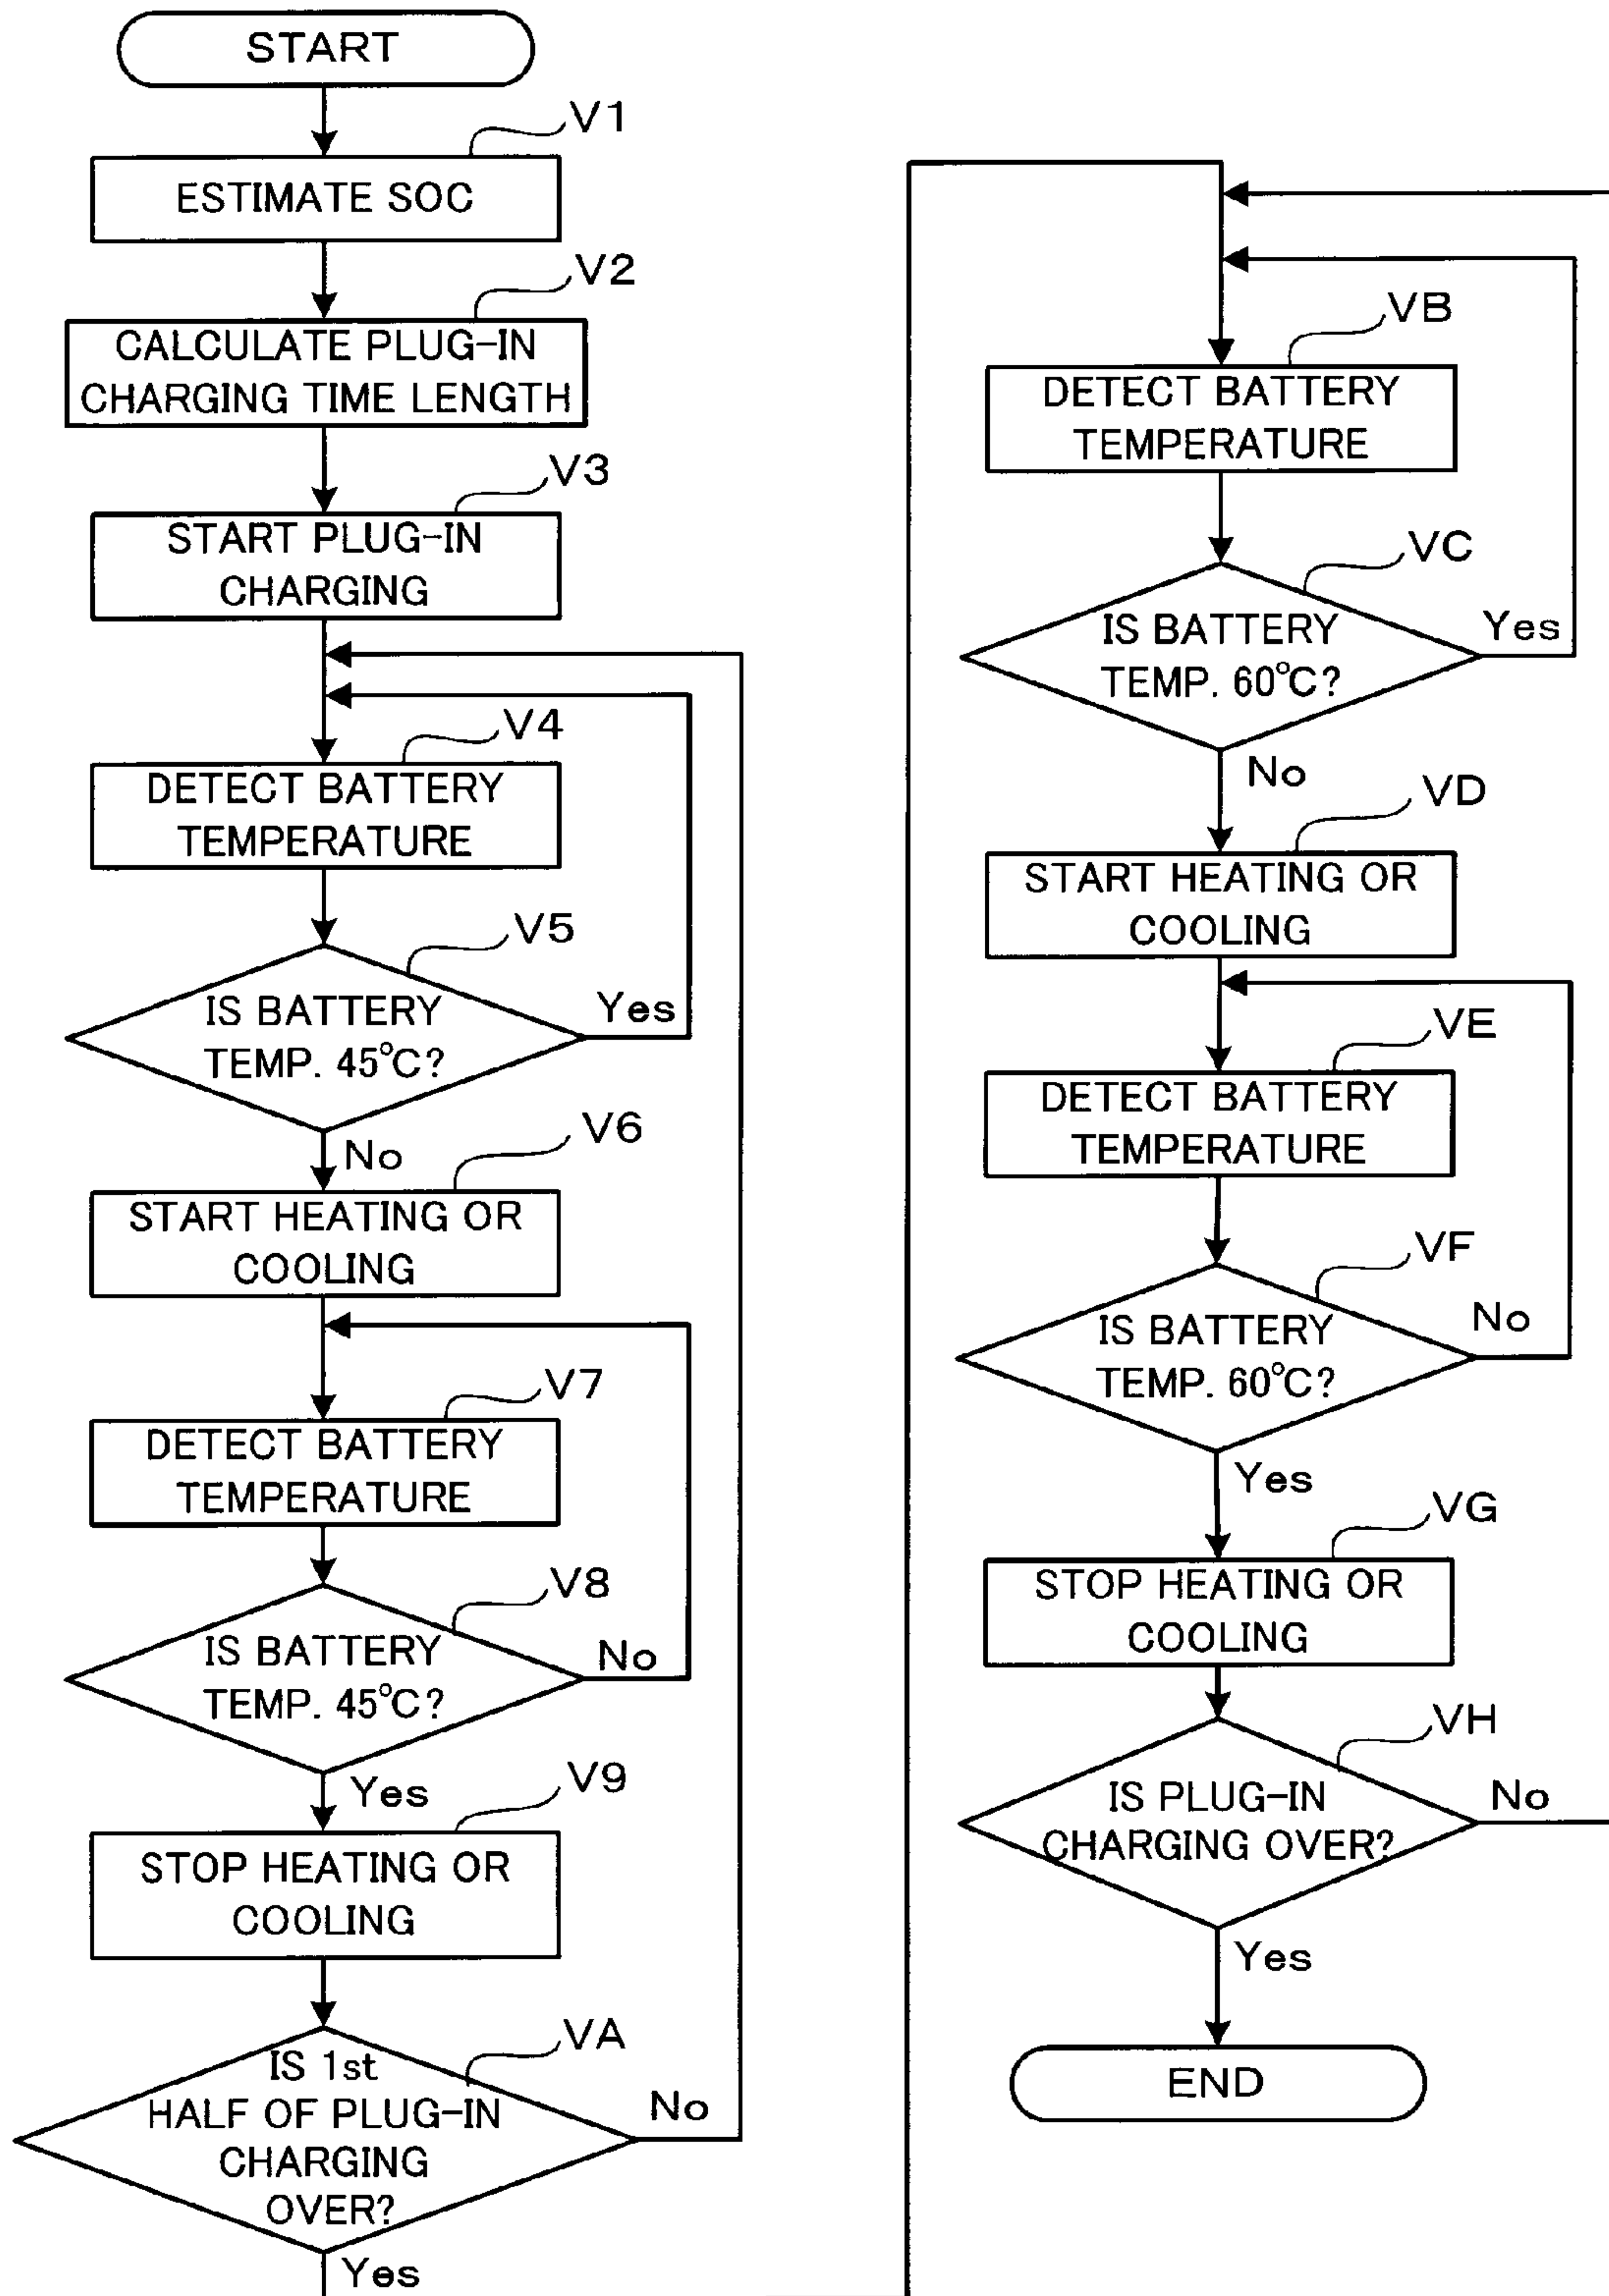 START
V1
ESTIMATE SOC
V2
CALCULATE PLUG-IN
CHARGING TIME LENGTH
V3
START PLUG-IN
CHARGING
V4
DETECT BATTERY
TEMPERATURE
V5
IS BATTERY
TEMP. 45℃?
Yes
No
V6
START HEATING OR
COOLING
V7
DETECT BATTERY
TEMPERATURE
V8
IS BATTERY
TEMP. 45℃?
No
Yes
V9
STOP HEATING OR
COOLING
VA
IS 1st
HALF OF PLUG-IN
CHARGING
OVER?
No
Yes
VB
DETECT BATTERY
TEMPERATURE
VC
IS BATTERY
TEMP. 60℃?
Yes
No
VD
START HEATING OR
COOLING
VE
DETECT BATTERY
TEMPERATURE
VF
IS BATTERY
TEMP. 60℃?
No
Yes
VG
STOP HEATING OR
COOLING
VH
IS PLUG-IN
CHARGING OVER?
No
Yes
END